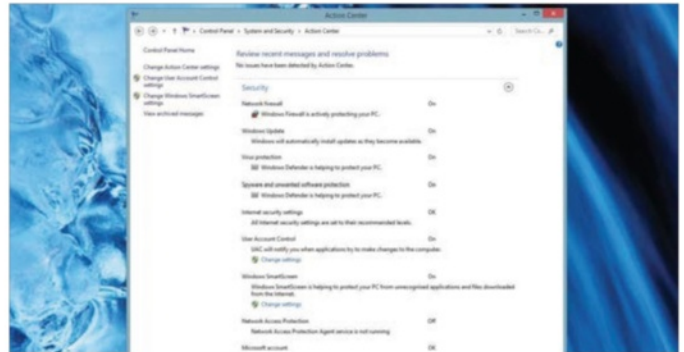 Action Center
Control Panel › System and Security › Action Center
Search Co...
Control Panel Home
Change Action Center settings
Change User Account Control
settings
Change Windows SmartScreen
settings
View archived messages
Review recent messages and resolve problems
No issues have been detected by Action Center.
Security
Network firewall On
Windows Firewall is actively protecting your PC.
Windows Update On
Windows will automatically install updates as they become available.
Virus protection On
Windows Defender is helping to protect your PC.
Spyware and unwanted software protection On
Windows Defender is helping to protect your PC.
Internet security settings OK
All Internet security settings are set to their recommended levels.
User Account Control On
UAC will notify you when applications try to make changes to the computer.
Change settings
Windows SmartScreen On
Windows SmartScreen is helping to protect your PC from unrecognised applications and files downloaded
from the Internet.
Change settings
Network Access Protection Off
Network Access Protection Agent service is not running
Microsoft account OK